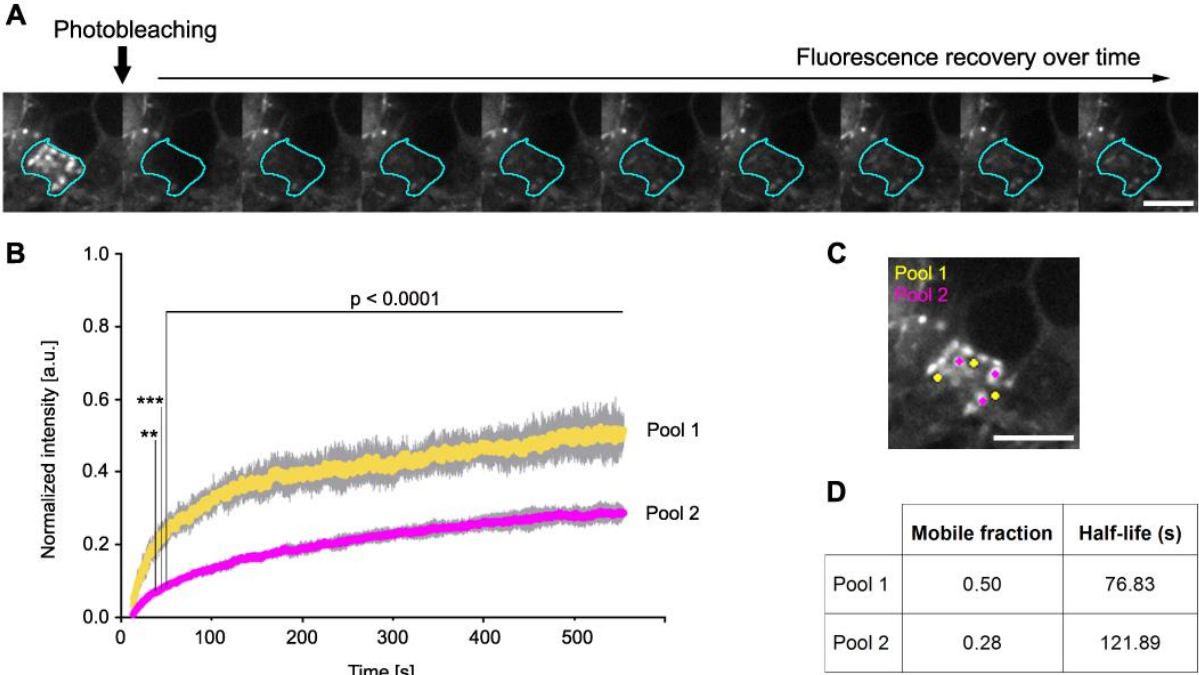 A
Photobleaching
Fluorescence recovery over time
B
1.0
0.8
0.6
0.4
0.2
0.0
Normalized intensity [a.u.]
p < 0.0001
***
**
Pool 1
Pool 2
0 100 200 300 400 500
Time [s]
C
Pool 1
Pool 2
D
Mobile fraction Half-life (s)
Pool 1 0.50 76.83
Pool 2 0.28 121.89